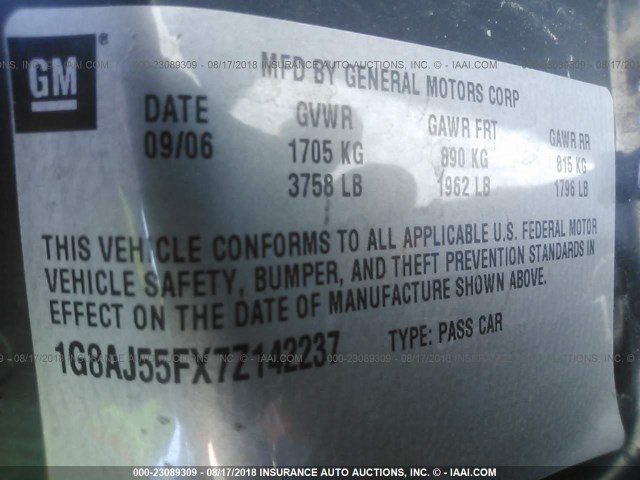 GM ®
MFD BY GENERAL MOTORS CORP
DATE GVWR GAWR FRT GAWR RR
09/06 1705 KG 890 KG 815 KG
3758 LB 1962 LB 1796 LB
THIS VEHICLE CONFORMS TO ALL APPLICABLE U.S. FEDERAL MOTOR
VEHICLE SAFETY, BUMPER, AND THEFT PREVENTION STANDARDS IN
EFFECT ON THE DATE OF MANUFACTURE SHOWN ABOVE.
1G8AJ55FX7Z142237 TYPE: PASS CAR
000-23089309 - 08/17/2018 INSURANCE AUTO AUCTIONS, INC. - © IAAI.COM